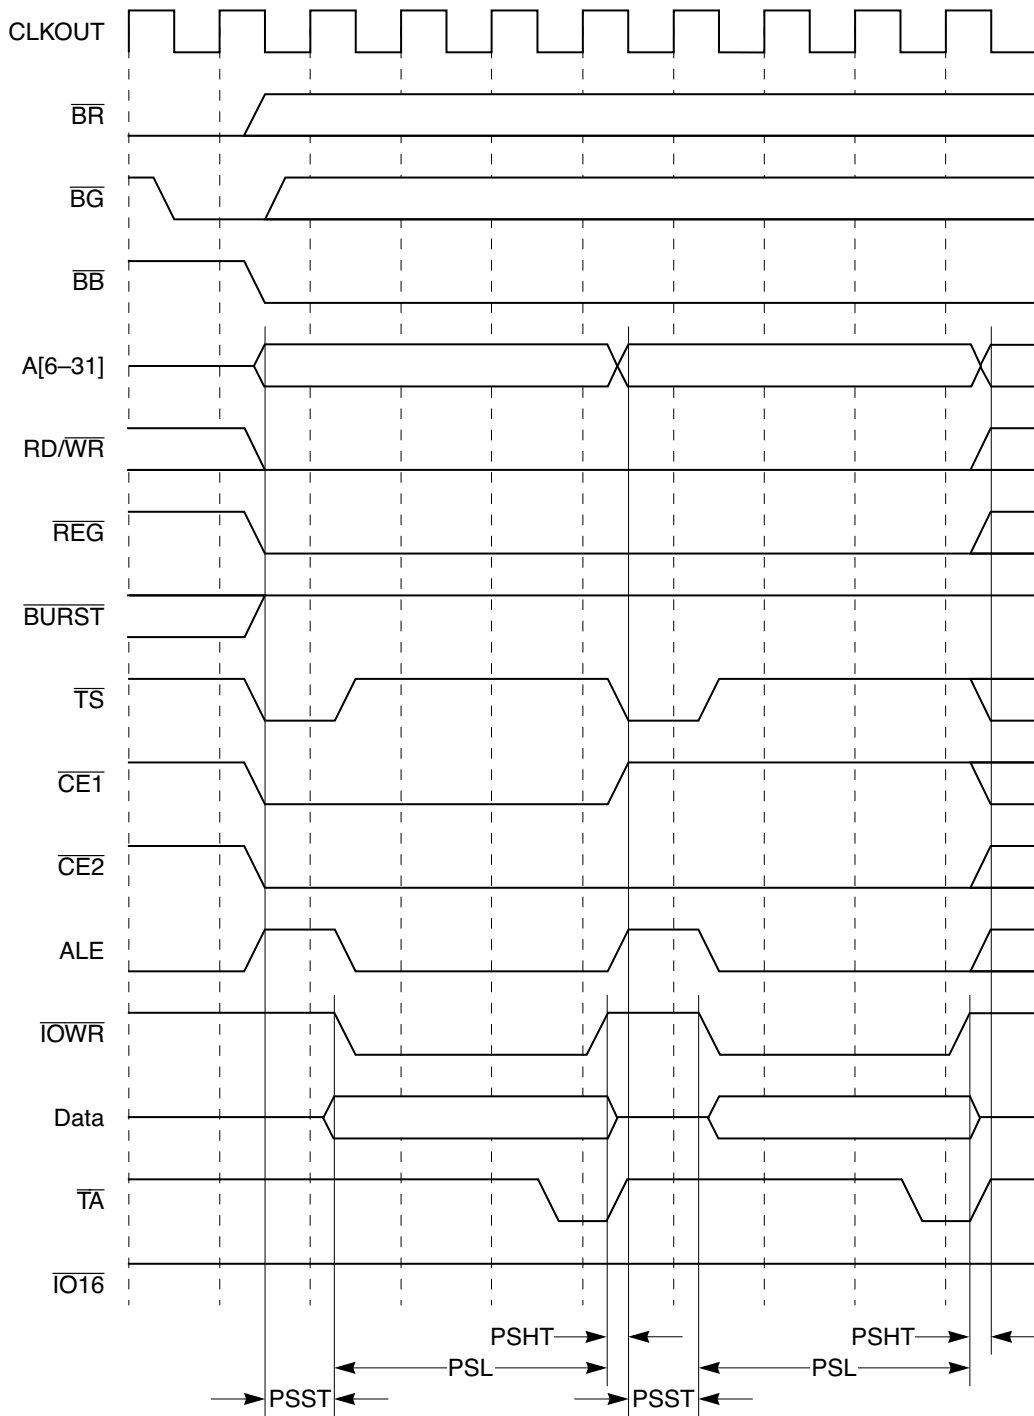 CLKOUT
BR
BG
BB
A[6–31]
RD/WR
REG
BURST
TS
CE1
CE2
ALE
IOWR
Data
TA
IO16
PSHT PSHT
PSL PSL
PSST PSST